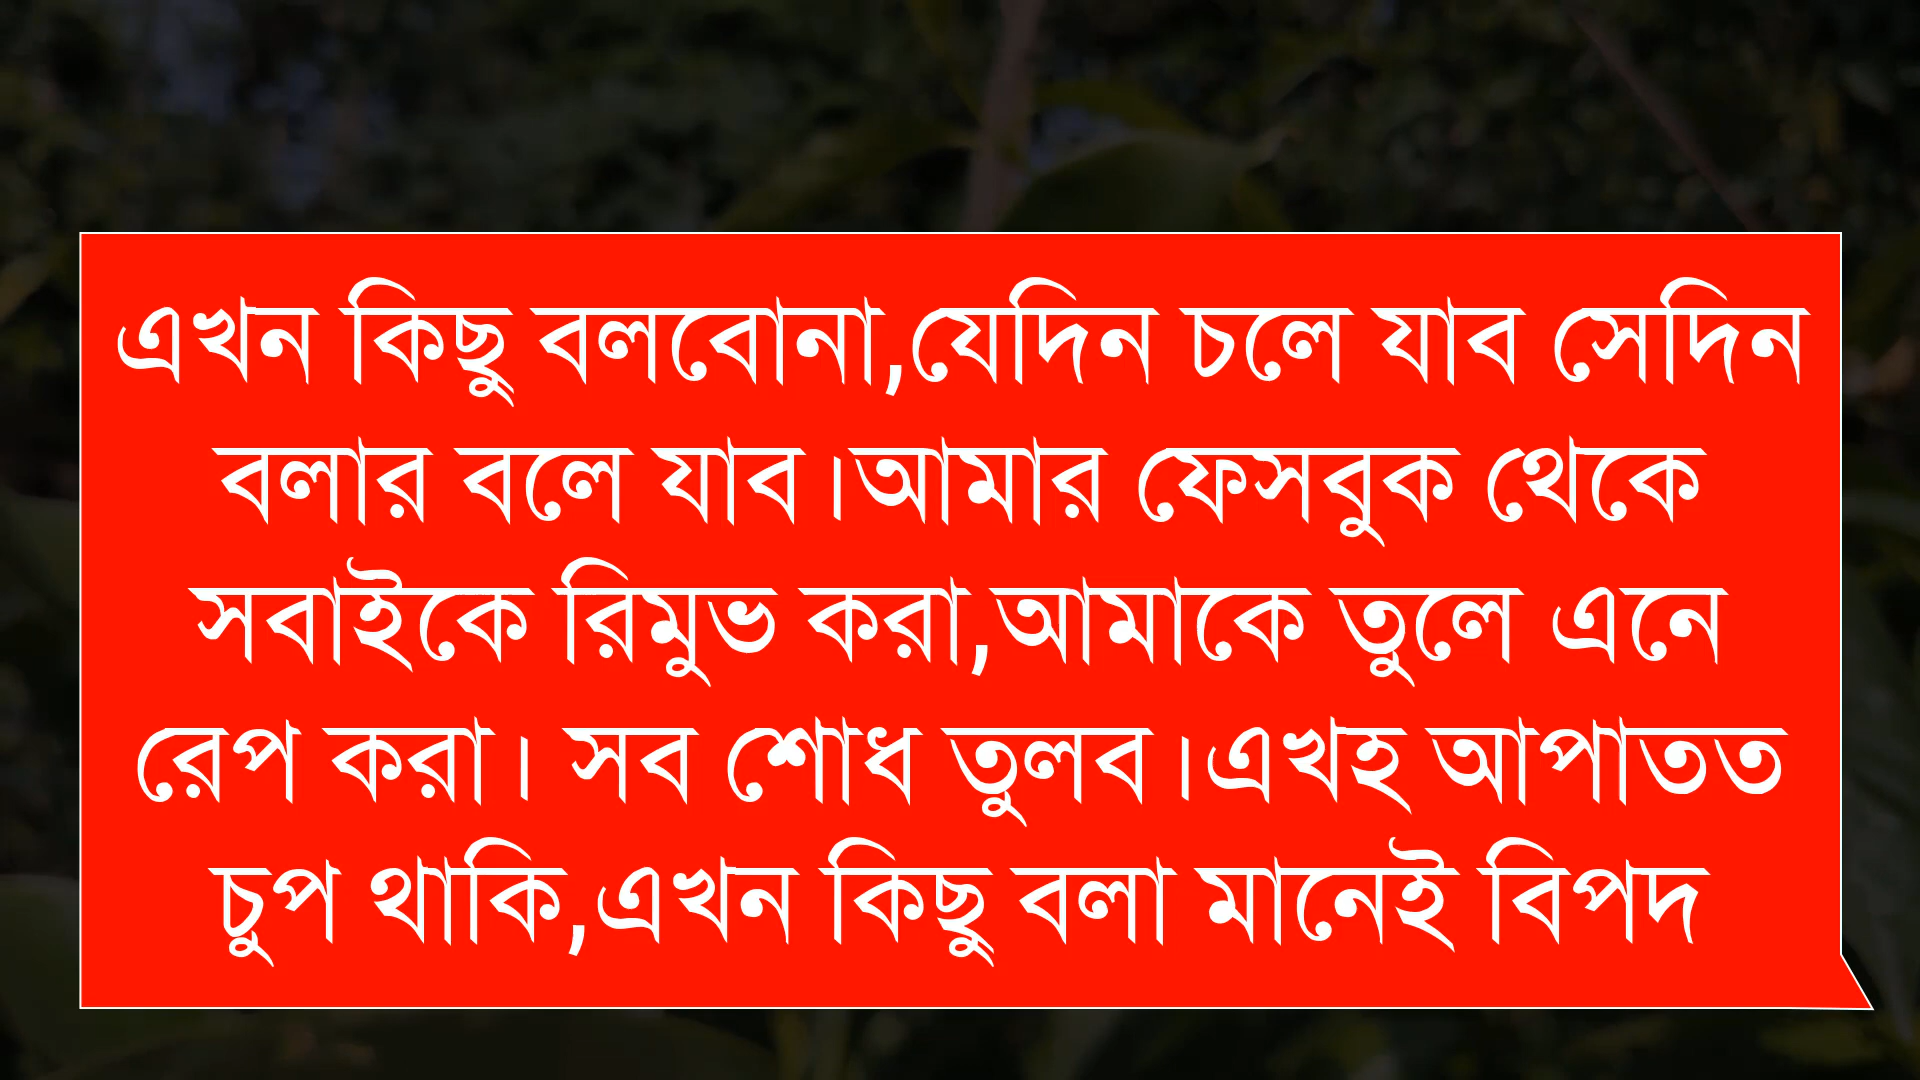 এখন কিছু বলবোনা,যেদিন চলে যাব সেদিন
বলার বলে যাব।আমার ফেসবুক থেকে
সবাইকে রিমুভ করা,আমাকে তুলে এনে
রেপ করা। সব শোধ তুলব।এখহ আপাতত
চুপ থাকি,এখন কিছু বলা মানেই বিপদ